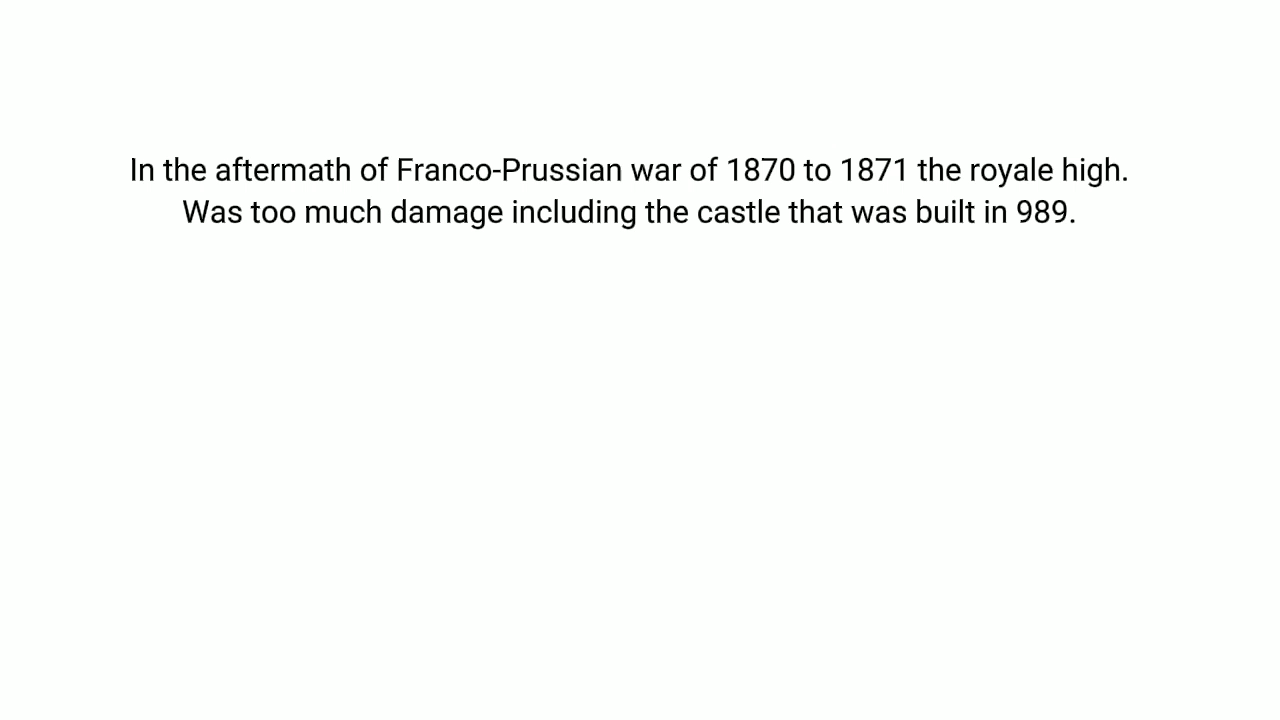 In the aftermath of Franco-Prussian war of 1870 to 1871 the royale high.
Was too much damage including the castle that was built in 989.